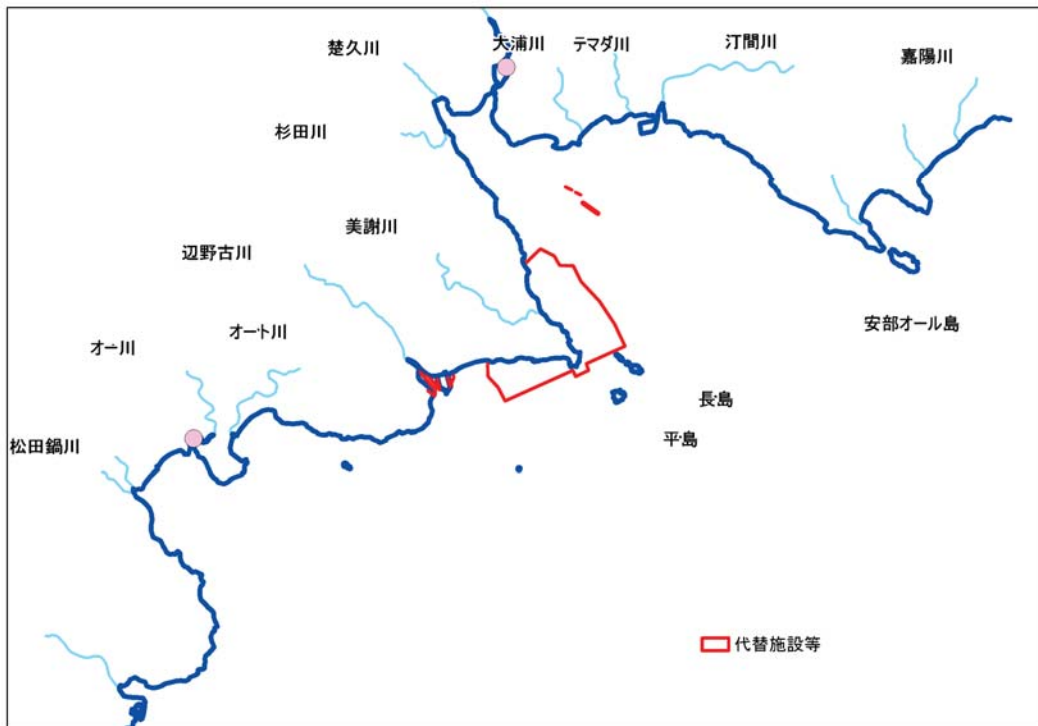 大浦川
テマダ川
汀間川
楚久川
嘉陽川
杉田川
美謝川
辺野古川
安部オール島
オート川
オー川
長島
平島
松田鍋川
代替施設等